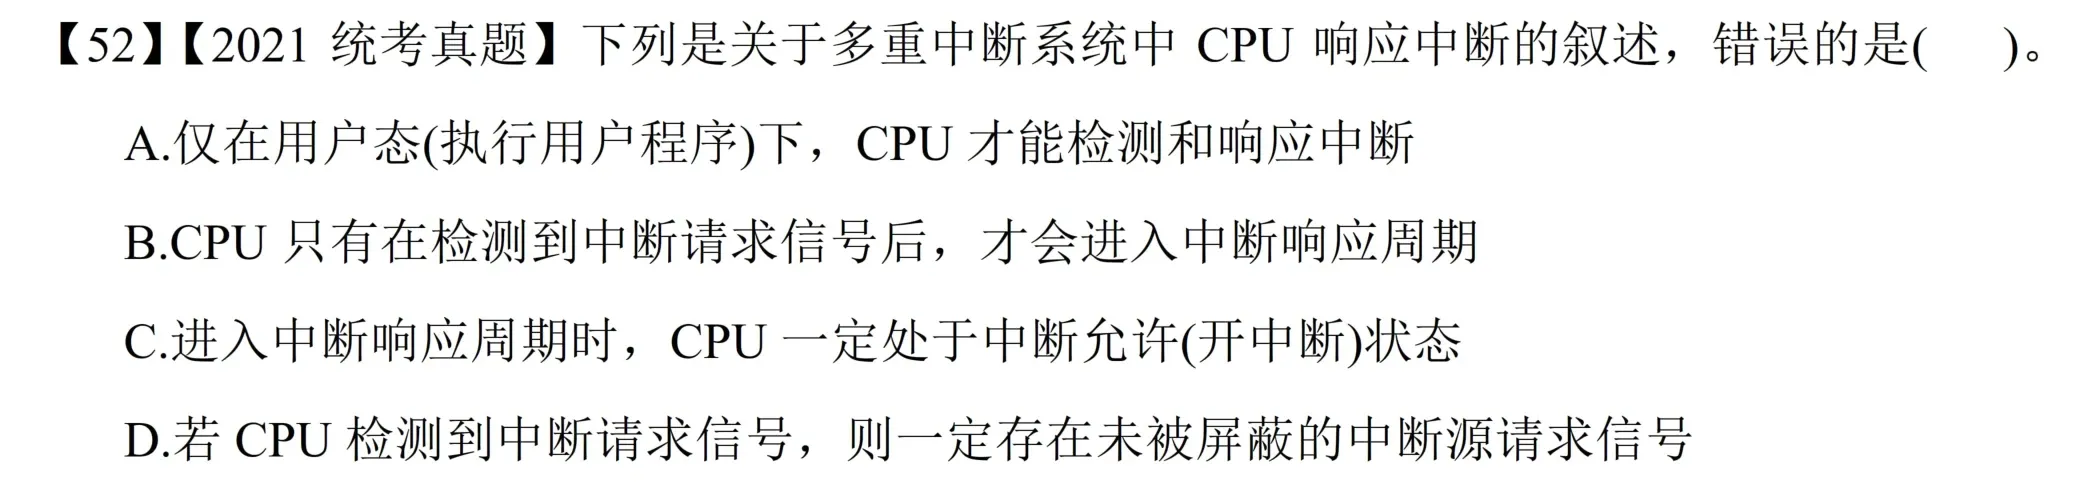 【52】【2021 统考真题】下列是关于多重中断系统中 CPU 响应中断的叙述，错误的是(    )。
A.仅在用户态(执行用户程序)下，CPU 才能检测和响应中断
B.CPU 只有在检测到中断请求信号后，才会进入中断响应周期
C.进入中断响应周期时，CPU 一定处于中断允许(开中断)状态
D.若 CPU 检测到中断请求信号，则一定存在未被屏蔽的中断源请求信号